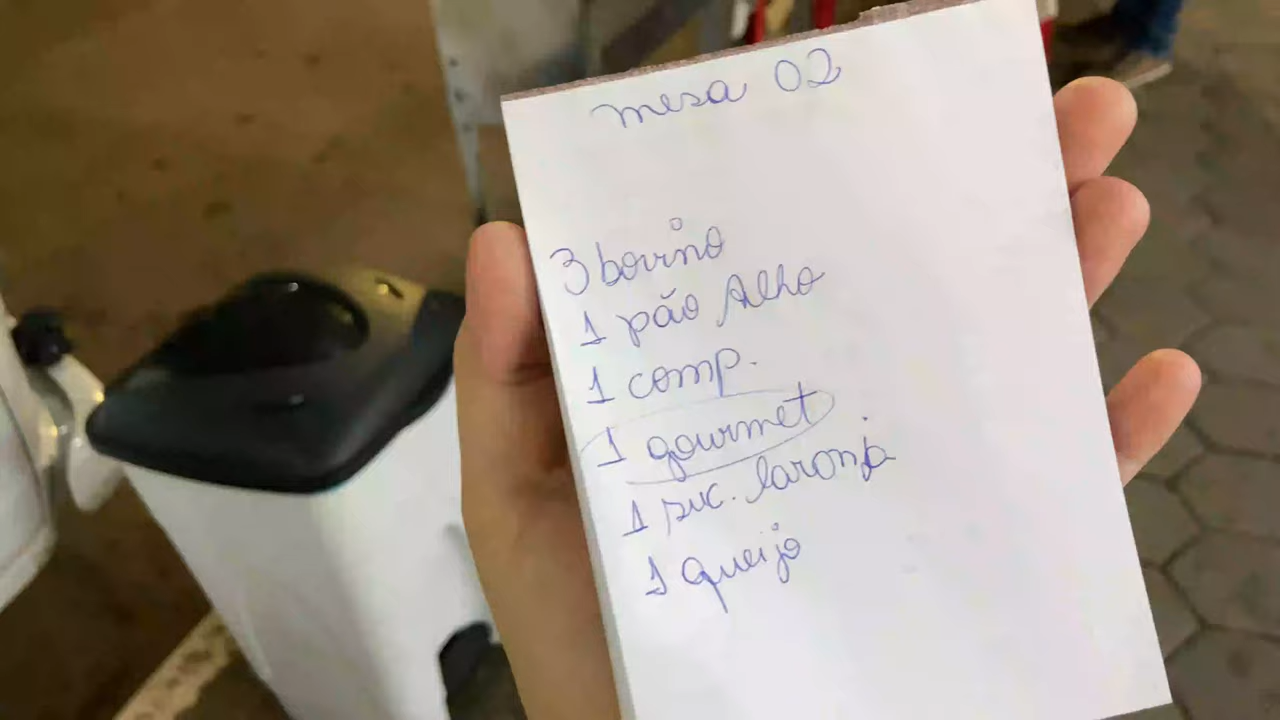 mesa 02
3 bovino
1 pão Alho
1 comp.
1 gourmet
1 suc. laranja
1 queijo